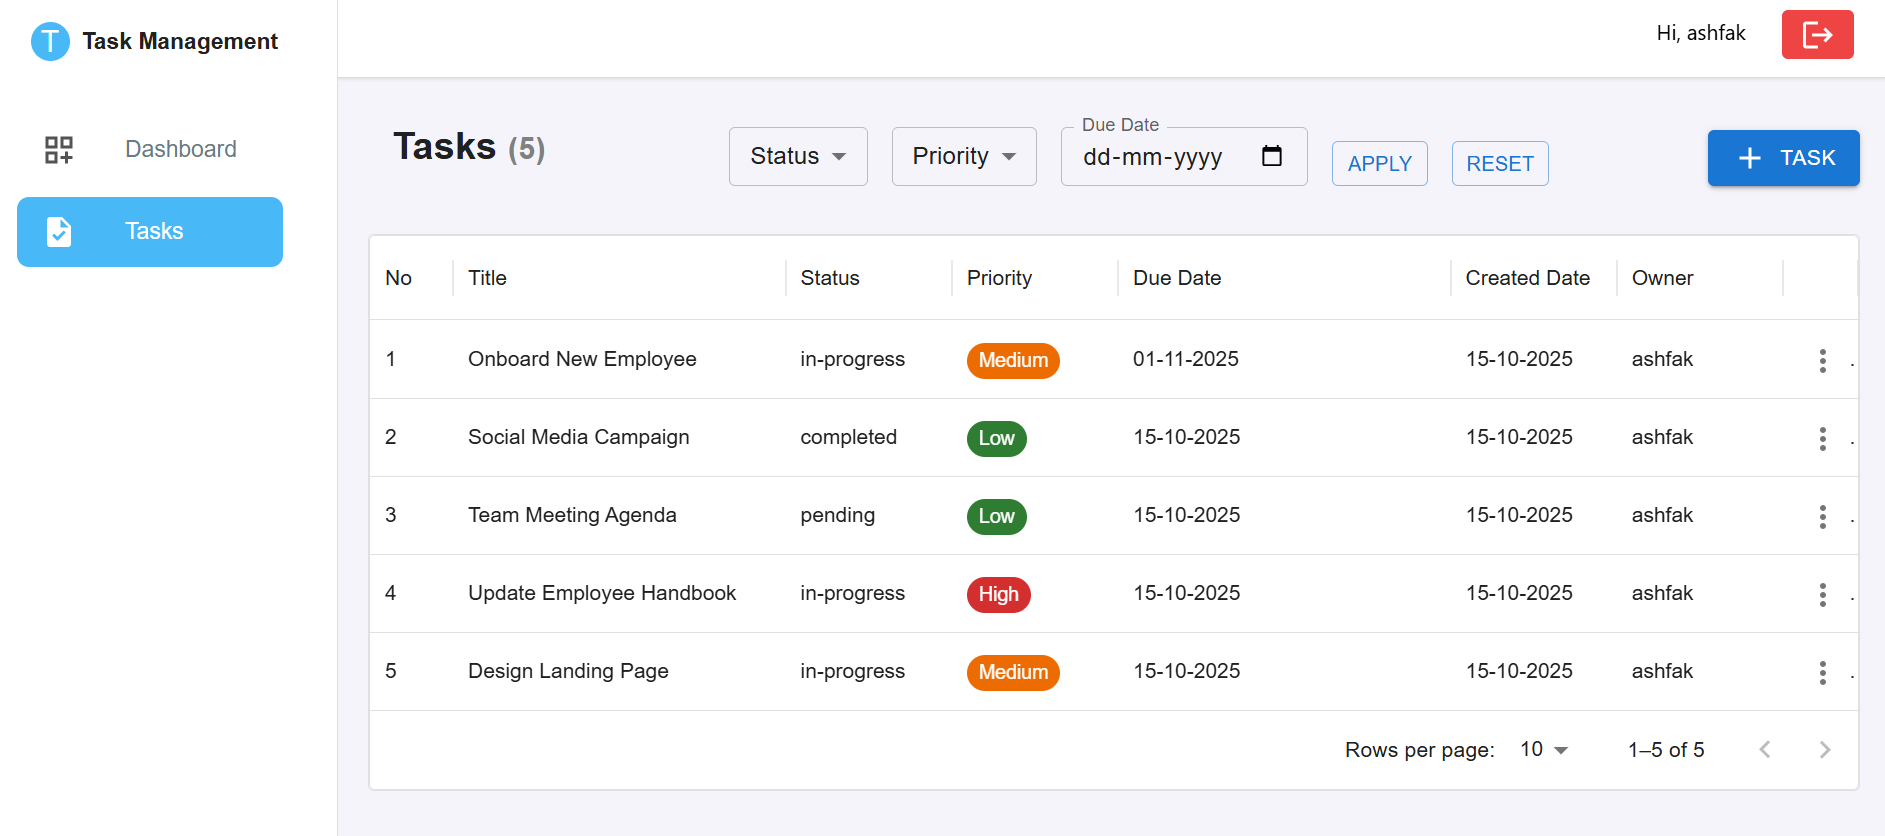 T Task Management
Hi, ashfak
Dashboard
Tasks
Tasks (5)
Status
Priority
Due Date
dd-mm-yyyy
APPLY
RESET
+ TASK
No Title Status Priority Due Date Created Date Owner
1 Onboard New Employee in-progress Medium 01-11-2025 15-10-2025 ashfak .
2 Social Media Campaign completed Low 15-10-2025 15-10-2025 ashfak .
3 Team Meeting Agenda pending Low 15-10-2025 15-10-2025 ashfak .
4 Update Employee Handbook in-progress High 15-10-2025 15-10-2025 ashfak .
5 Design Landing Page in-progress Medium 15-10-2025 15-10-2025 ashfak .
Rows per page: 10 1–5 of 5